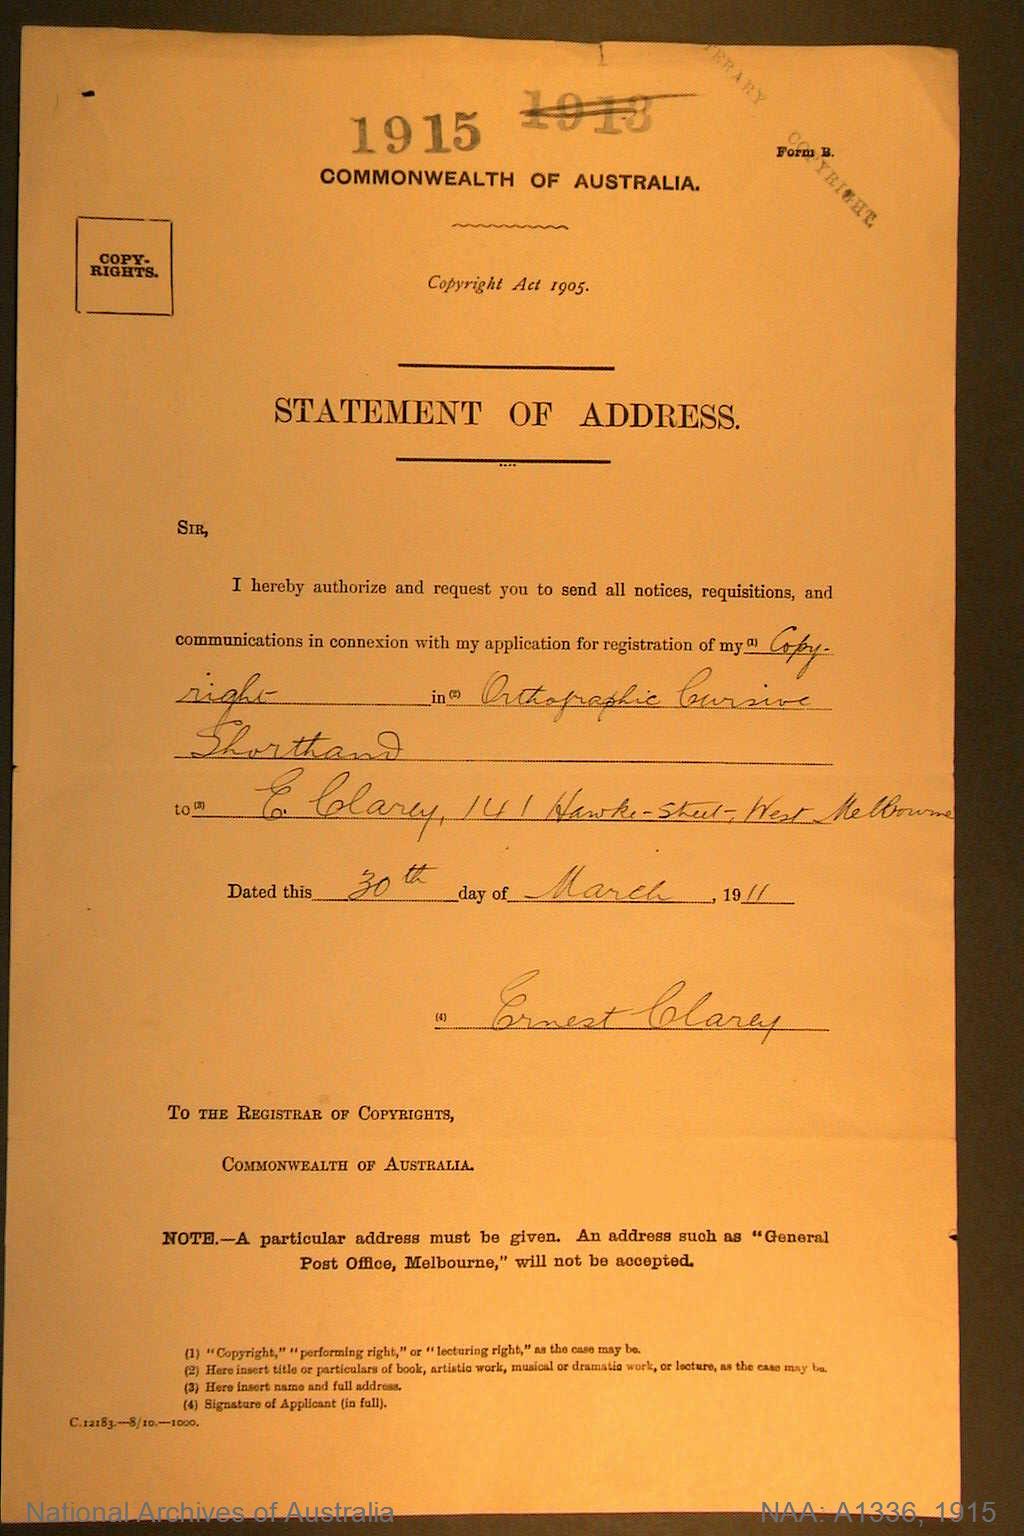 1915 1913
LITERARY
COPYRIGHT.
Form B.
COMMONWEALTH OF AUSTRALIA.
COPY-
RIGHTS.
Copyright Act 1905.
STATEMENT OF ADDRESS.
SIR,
I hereby authorize and request you to send all notices, requisitions, and
communications in connexion with my application for registration of my (1) Copy-
right in (2) Orthographic Cursive
Shorthand
to (3) E. Clarey, 141 Hawke-Street, West Melbourne
Dated this 30th day of March, 1911
(4) Ernest Clarey
TO THE REGISTRAR OF COPYRIGHTS,
COMMONWEALTH OF AUSTRALIA.
NOTE.—A particular address must be given. An address such as "General
Post Office, Melbourne," will not be accepted.
(1) "Copyright," "performing right," or "lecturing right," as the case may be.
(2) Here insert title or particulars of book, artistic work, musical or dramatic work, or lecture, as the case may be.
(3) Here insert name and full address.
(4) Signature of Applicant (in full).
C.12183.—8/10.—1000.
National Archives of Australia NAA: A1336, 1915